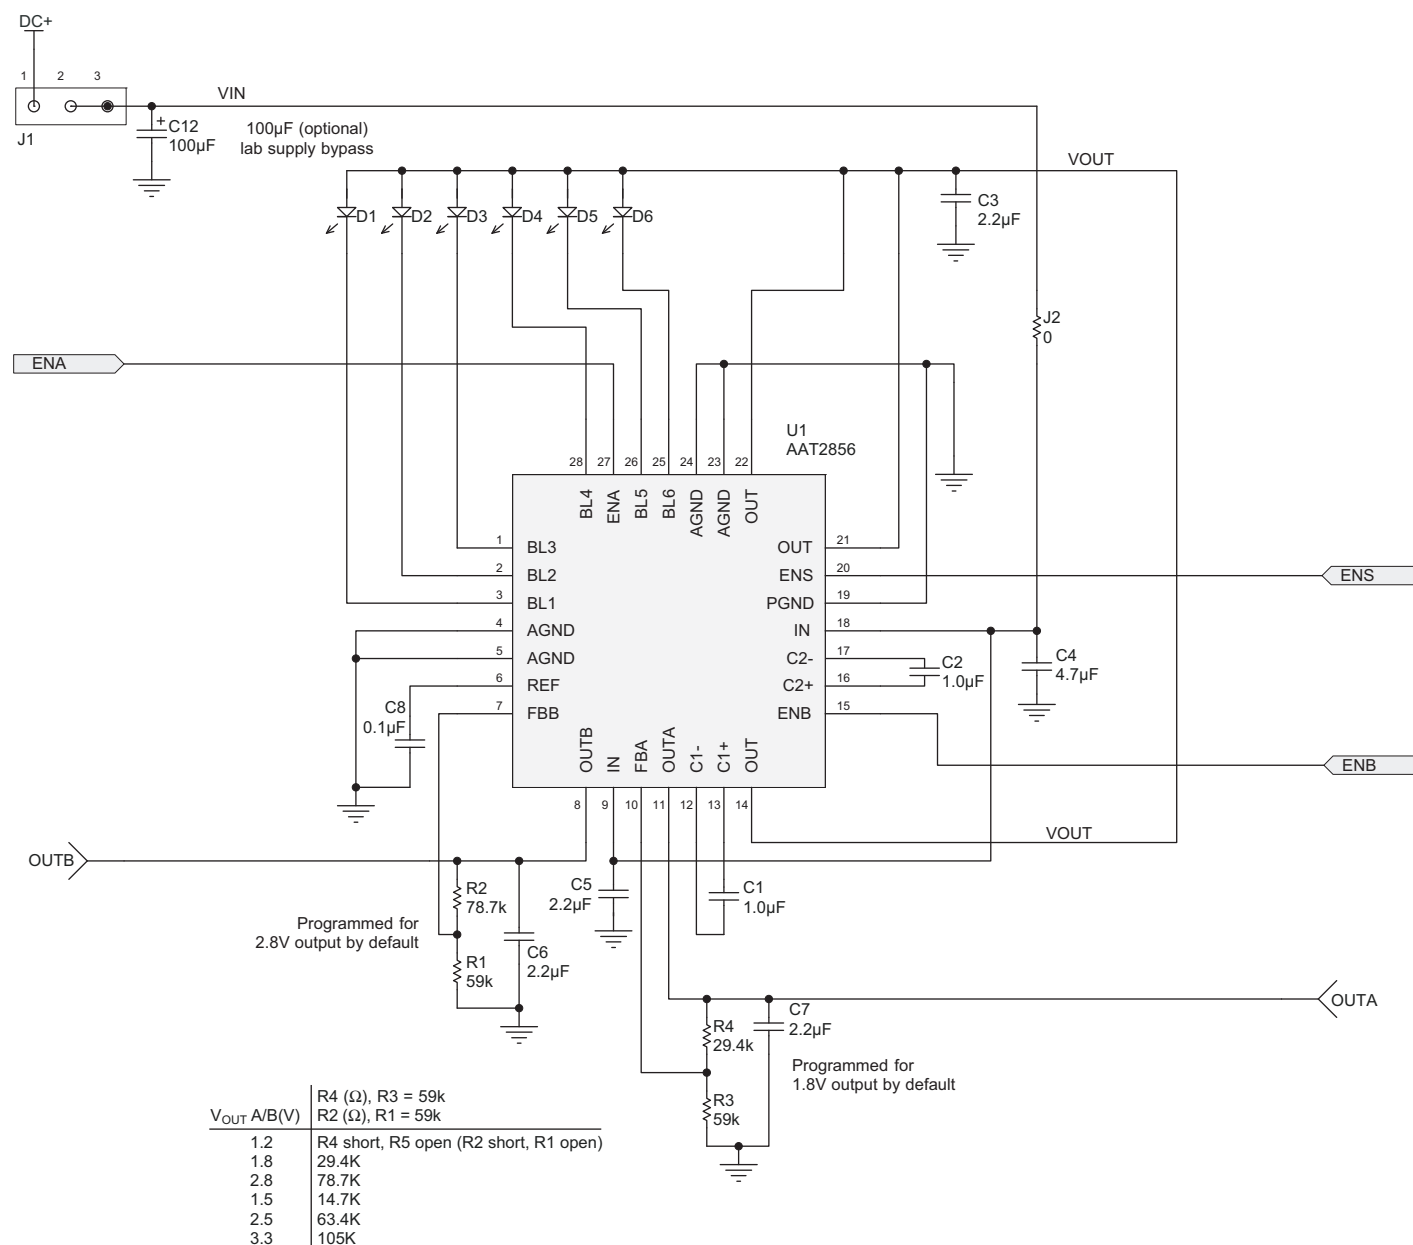 DC+
1 2 3
VIN
J1
+
C12
100µF
100µF (optional)
lab supply bypass
VOUT
D1 D2 D3 D4 D5 D6
C3
2.2µF
J2
0
ENA
U1
AAT2856
28 27 26 25 24 23 22
BL4 ENA BL5 BL6 AGND AGND OUT
1 BL3
2 BL2
3 BL1
4 AGND
5 AGND
6 REF
7 FBB
OUT 21
ENS 20
PGND 19
IN 18
C2- 17
C2+ 16
ENB 15
ENS
C2
1.0µF
C4
4.7µF
C8
0.1µF
OUTB IN FBA OUTA C1- C1+ OUT
8 9 10 11 12 13 14
ENB
VOUT
OUTB
R2
78.7k
C5
2.2µF
C1
1.0µF
Programmed for
2.8V output by default
R1
59k
C6
2.2µF
OUTA
R4
29.4k
C7
2.2µF
Programmed for
1.8V output by default
R3
59k
R4 (Ω), R3 = 59k
VOUT A/B(V) R2 (Ω), R1 = 59k
1.2 R4 short, R5 open (R2 short, R1 open)
1.8 29.4K
2.8 78.7K
1.5 14.7K
2.5 63.4K
3.3 105K